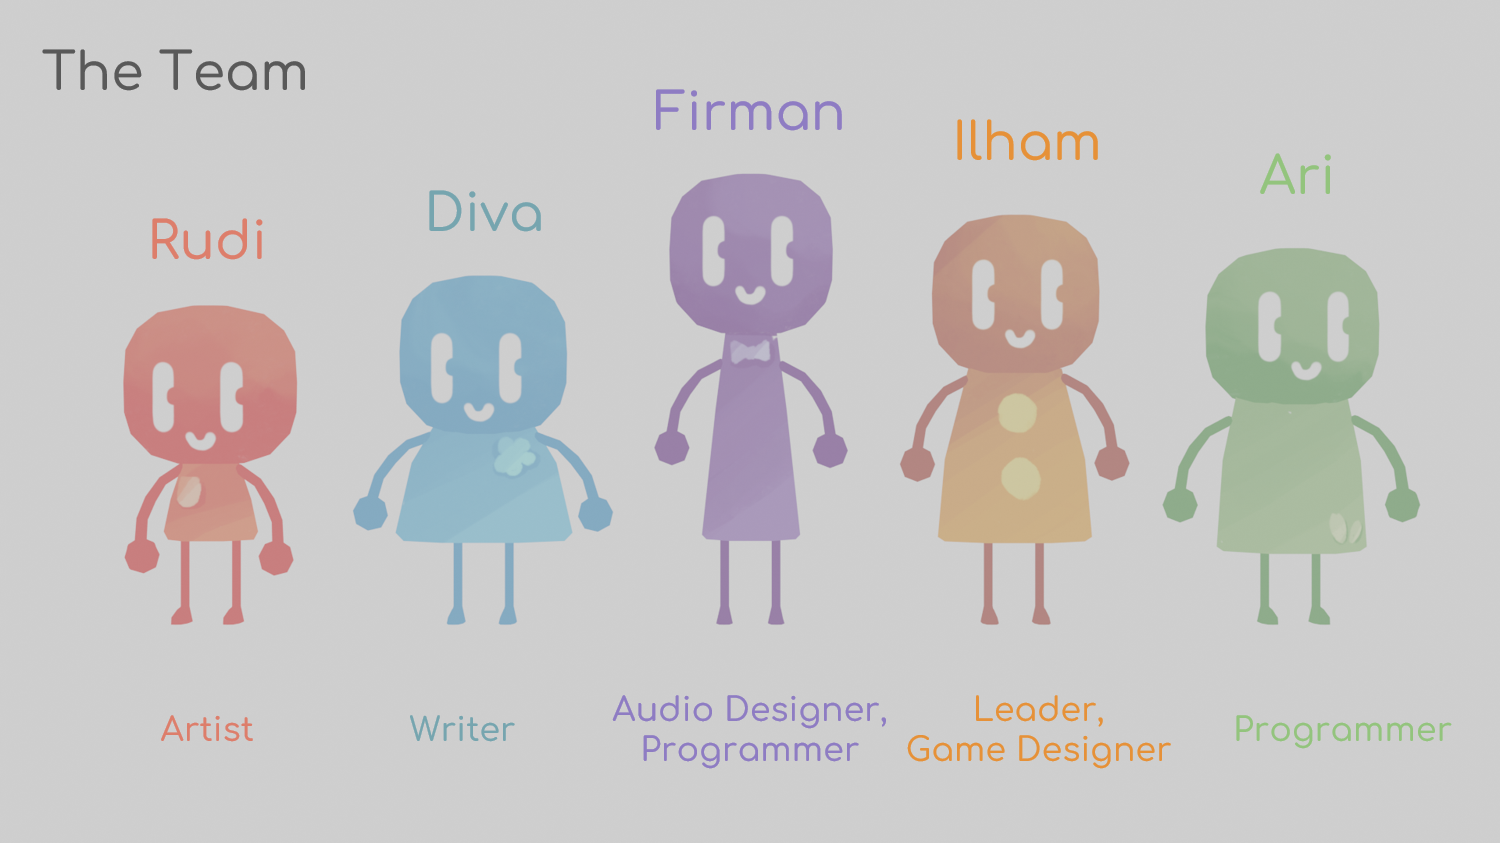 The Team
Rudi
Diva
Firman
Ilham
Ari
Artist
Writer
Audio Designer,
Programmer
Leader,
Game Designer
Programmer